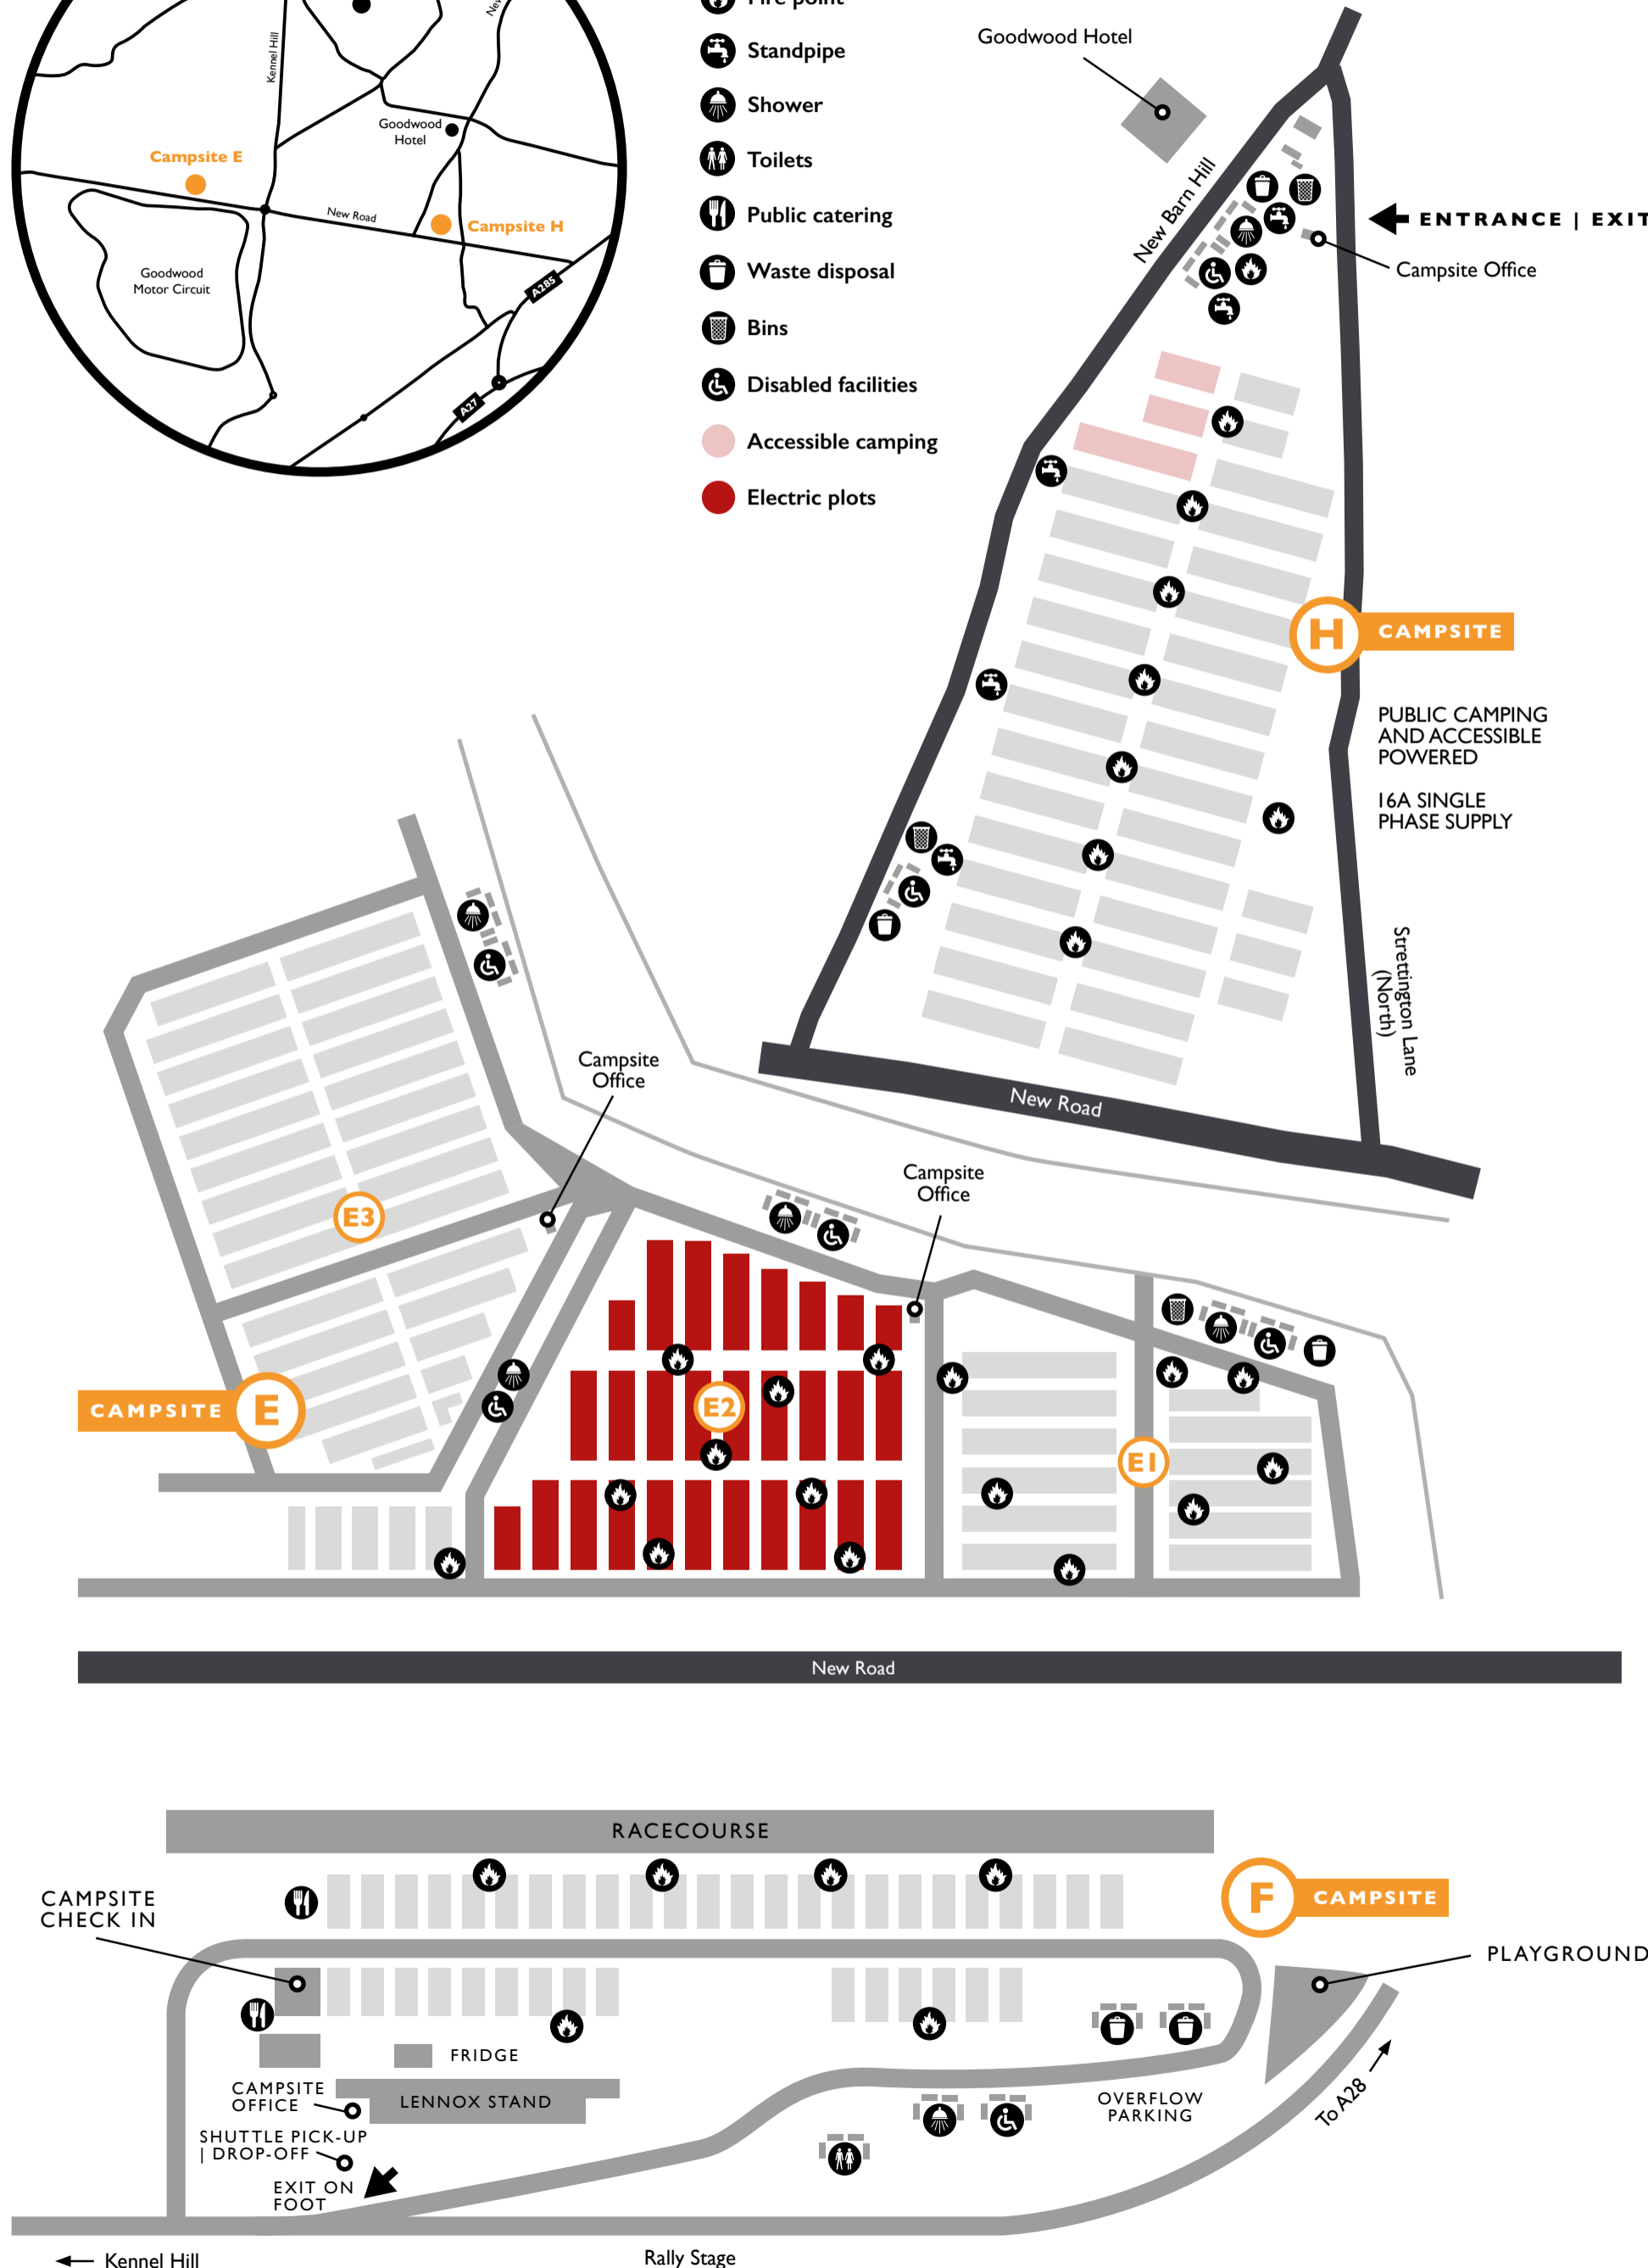 Fire point
Standpipe
Shower
Toilets
Public catering
Waste disposal
Bins
Disabled facilities
Accessible camping
Electric plots
Kennel Hill
Goodwood
Hotel
Campsite E
New Road
Campsite H
Goodwood
Motor Circuit
A285
A27
Goodwood Hotel
New Barn Hill
ENTRANCE | EXIT
Campsite Office
H
CAMPSITE
PUBLIC CAMPING
AND ACCESSIBLE
POWERED
16A SINGLE
PHASE SUPPLY
Strettington Lane
(North)
New Road
Campsite
Office
Campsite
Office
E3
E2
E1
CAMPSITE
E
New Road
RACECOURSE
CAMPSITE
CHECK IN
F
CAMPSITE
PLAYGROUND
FRIDGE
CAMPSITE
OFFICE
LENNOX STAND
OVERFLOW
PARKING
To A28
SHUTTLE PICK-UP
| DROP-OFF
EXIT ON
FOOT
Kennel Hill
Rally Stage